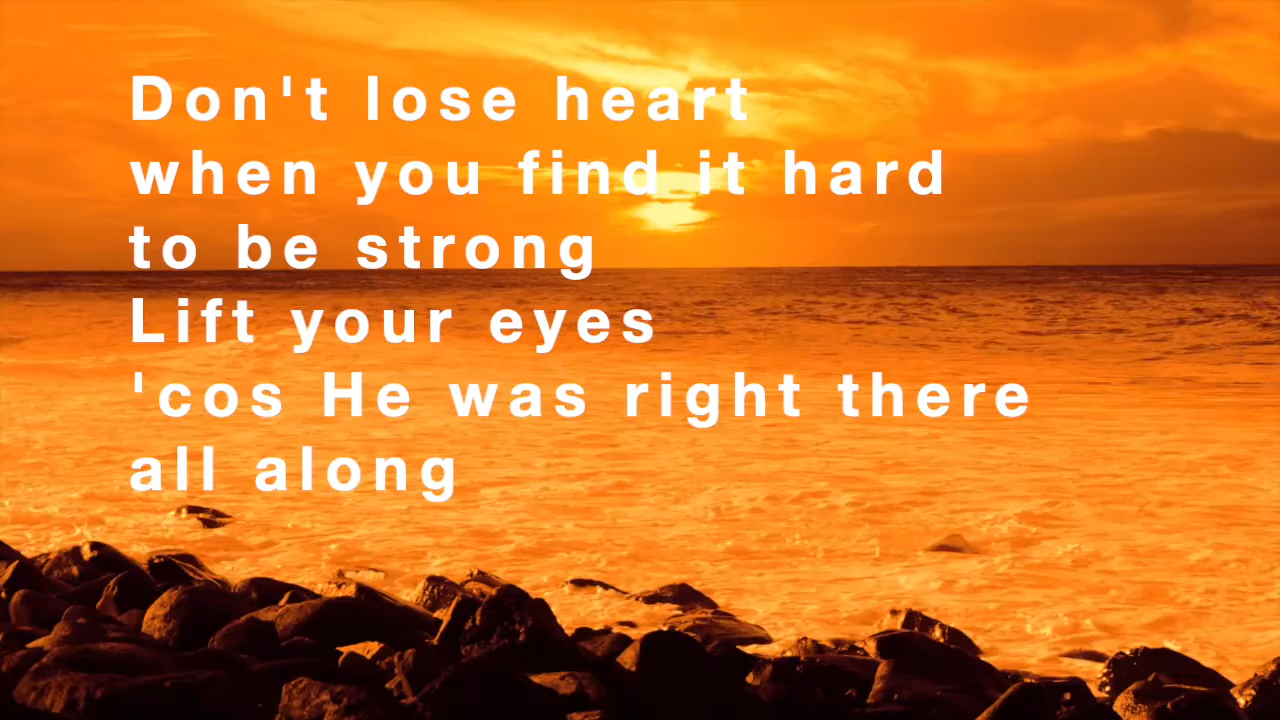 Don't lose heart
when you find it hard
to be strong
Lift your eyes
'cos He was right there
all along